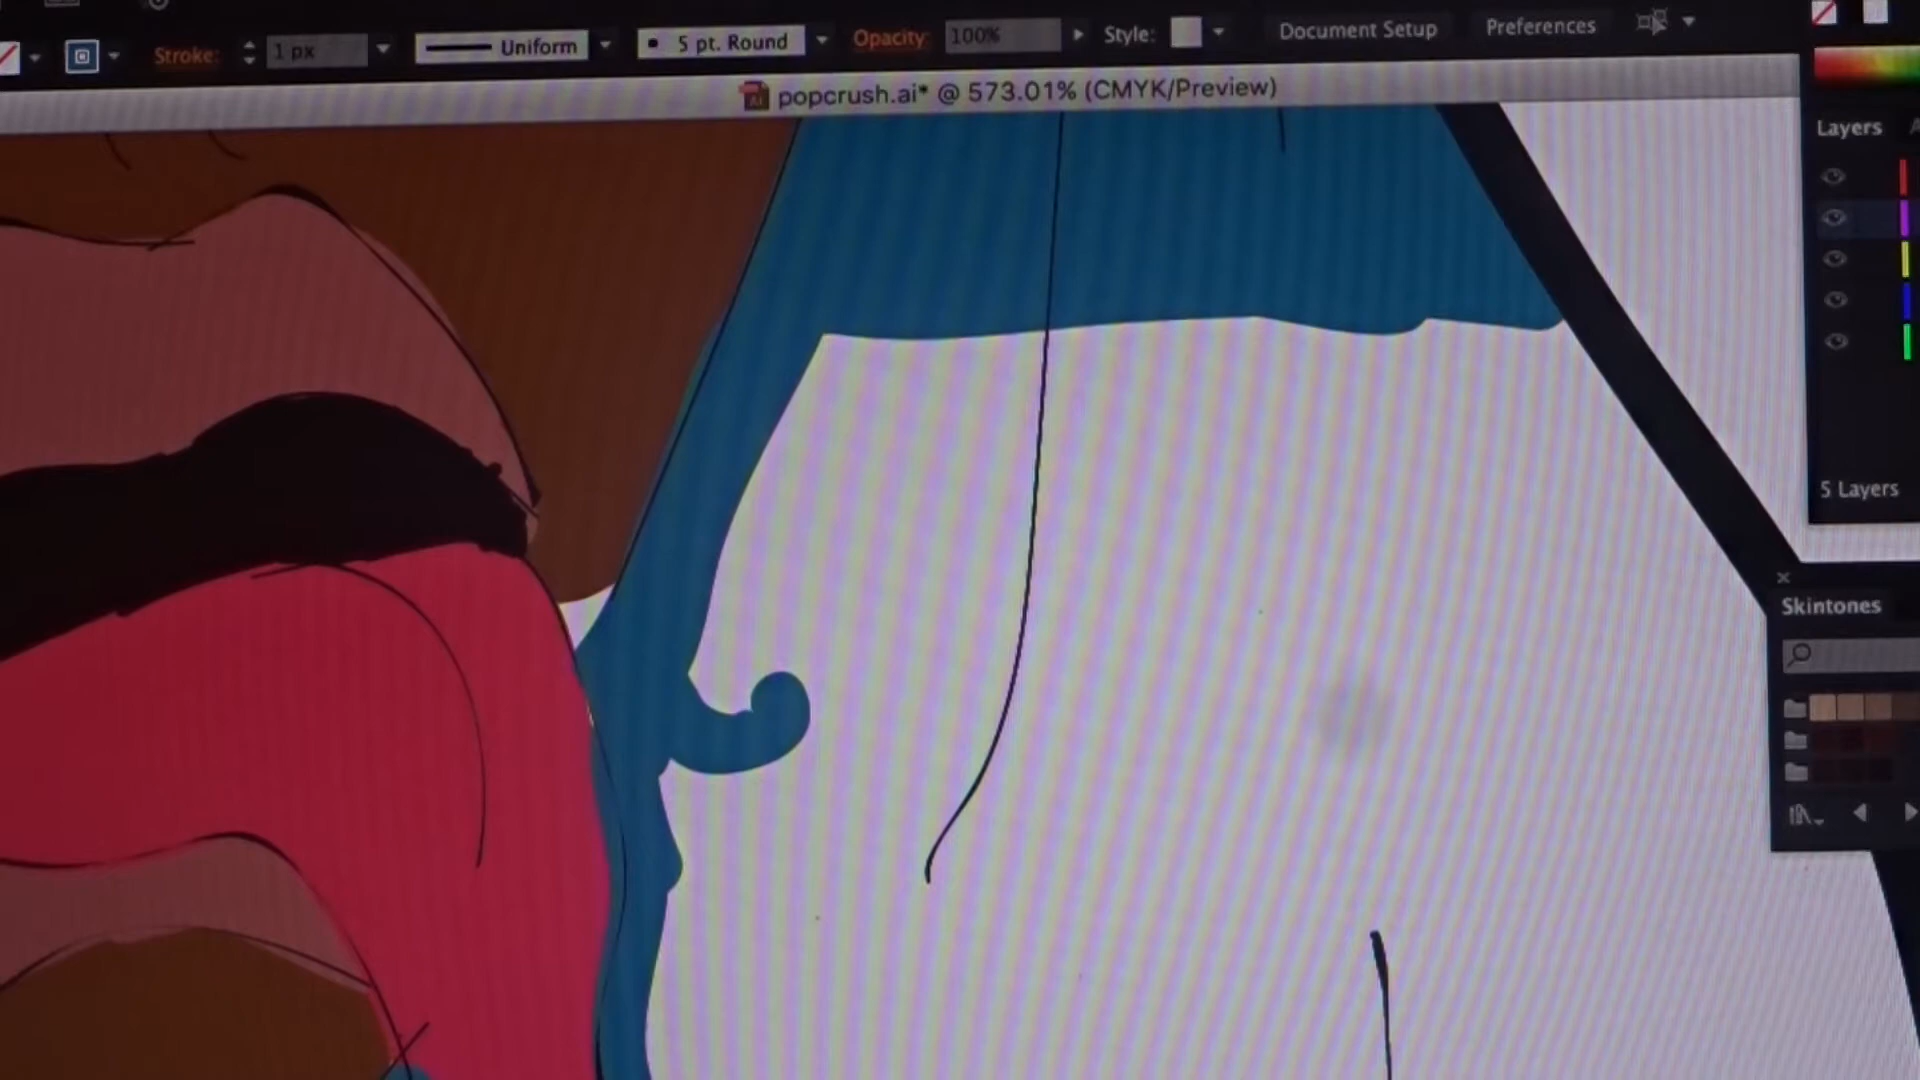 Stroke: 1 px Uniform 5 pt. Round Opacity: 100% Style: Document Setup Preferences
popcrush.ai* @ 573.01% (CMYK/Preview)
Layers
5 Layers
Skintones